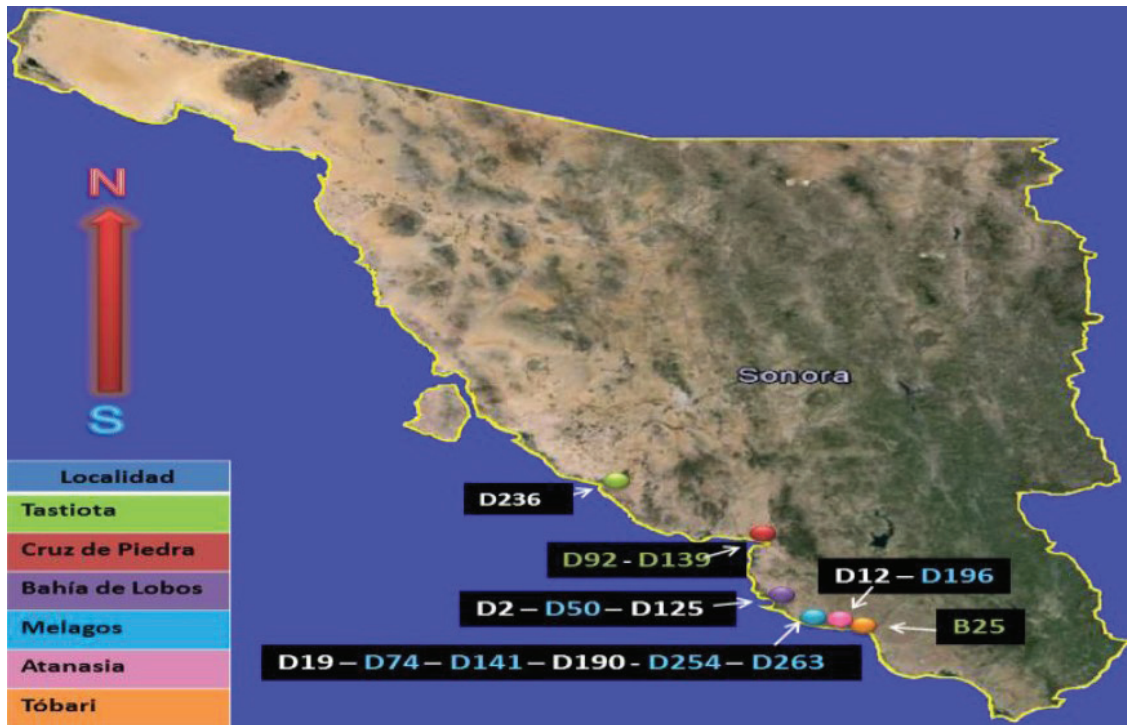 N
S
Sonora
Localidad
Tastiota
Cruz de Piedra
Bahía de Lobos
Melagos
Atanasia
Tóbari
D236
D92 - D139
D12 – D196
D2 – D50 – D125
B25
D19 – D74 – D141 – D190 - D254 – D263